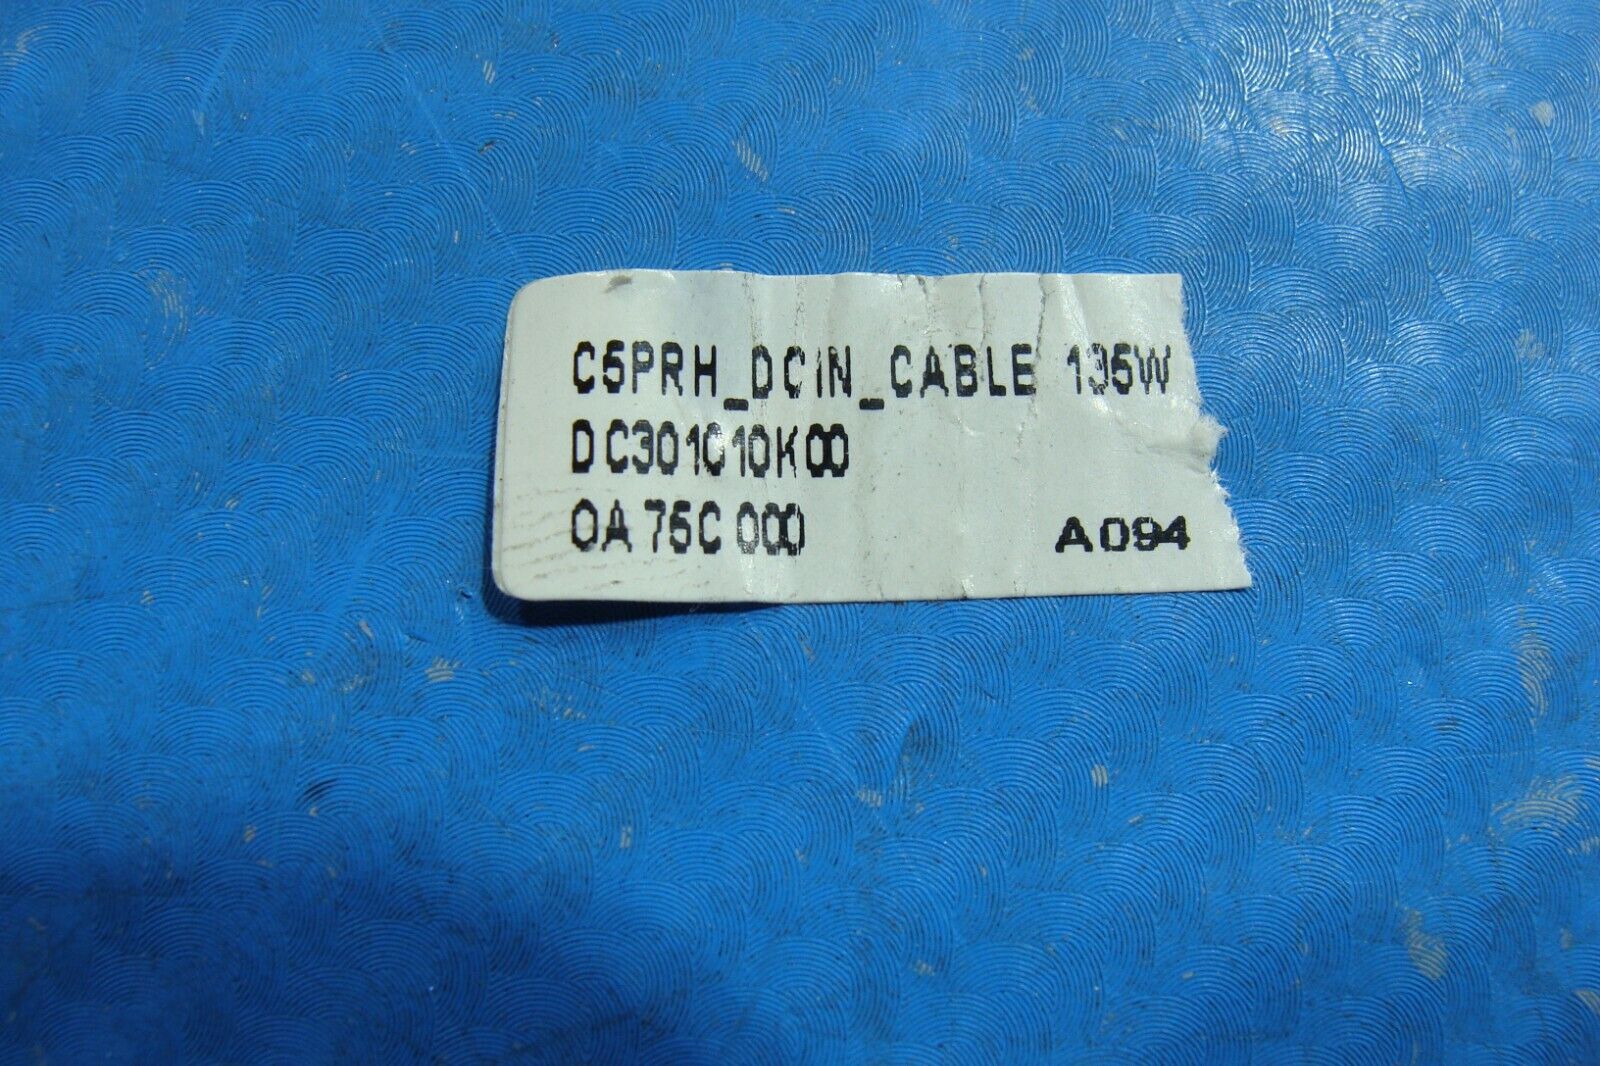 C5PRH_DCIN_CABLE 135W
DC301010K00
0A75C000 A094